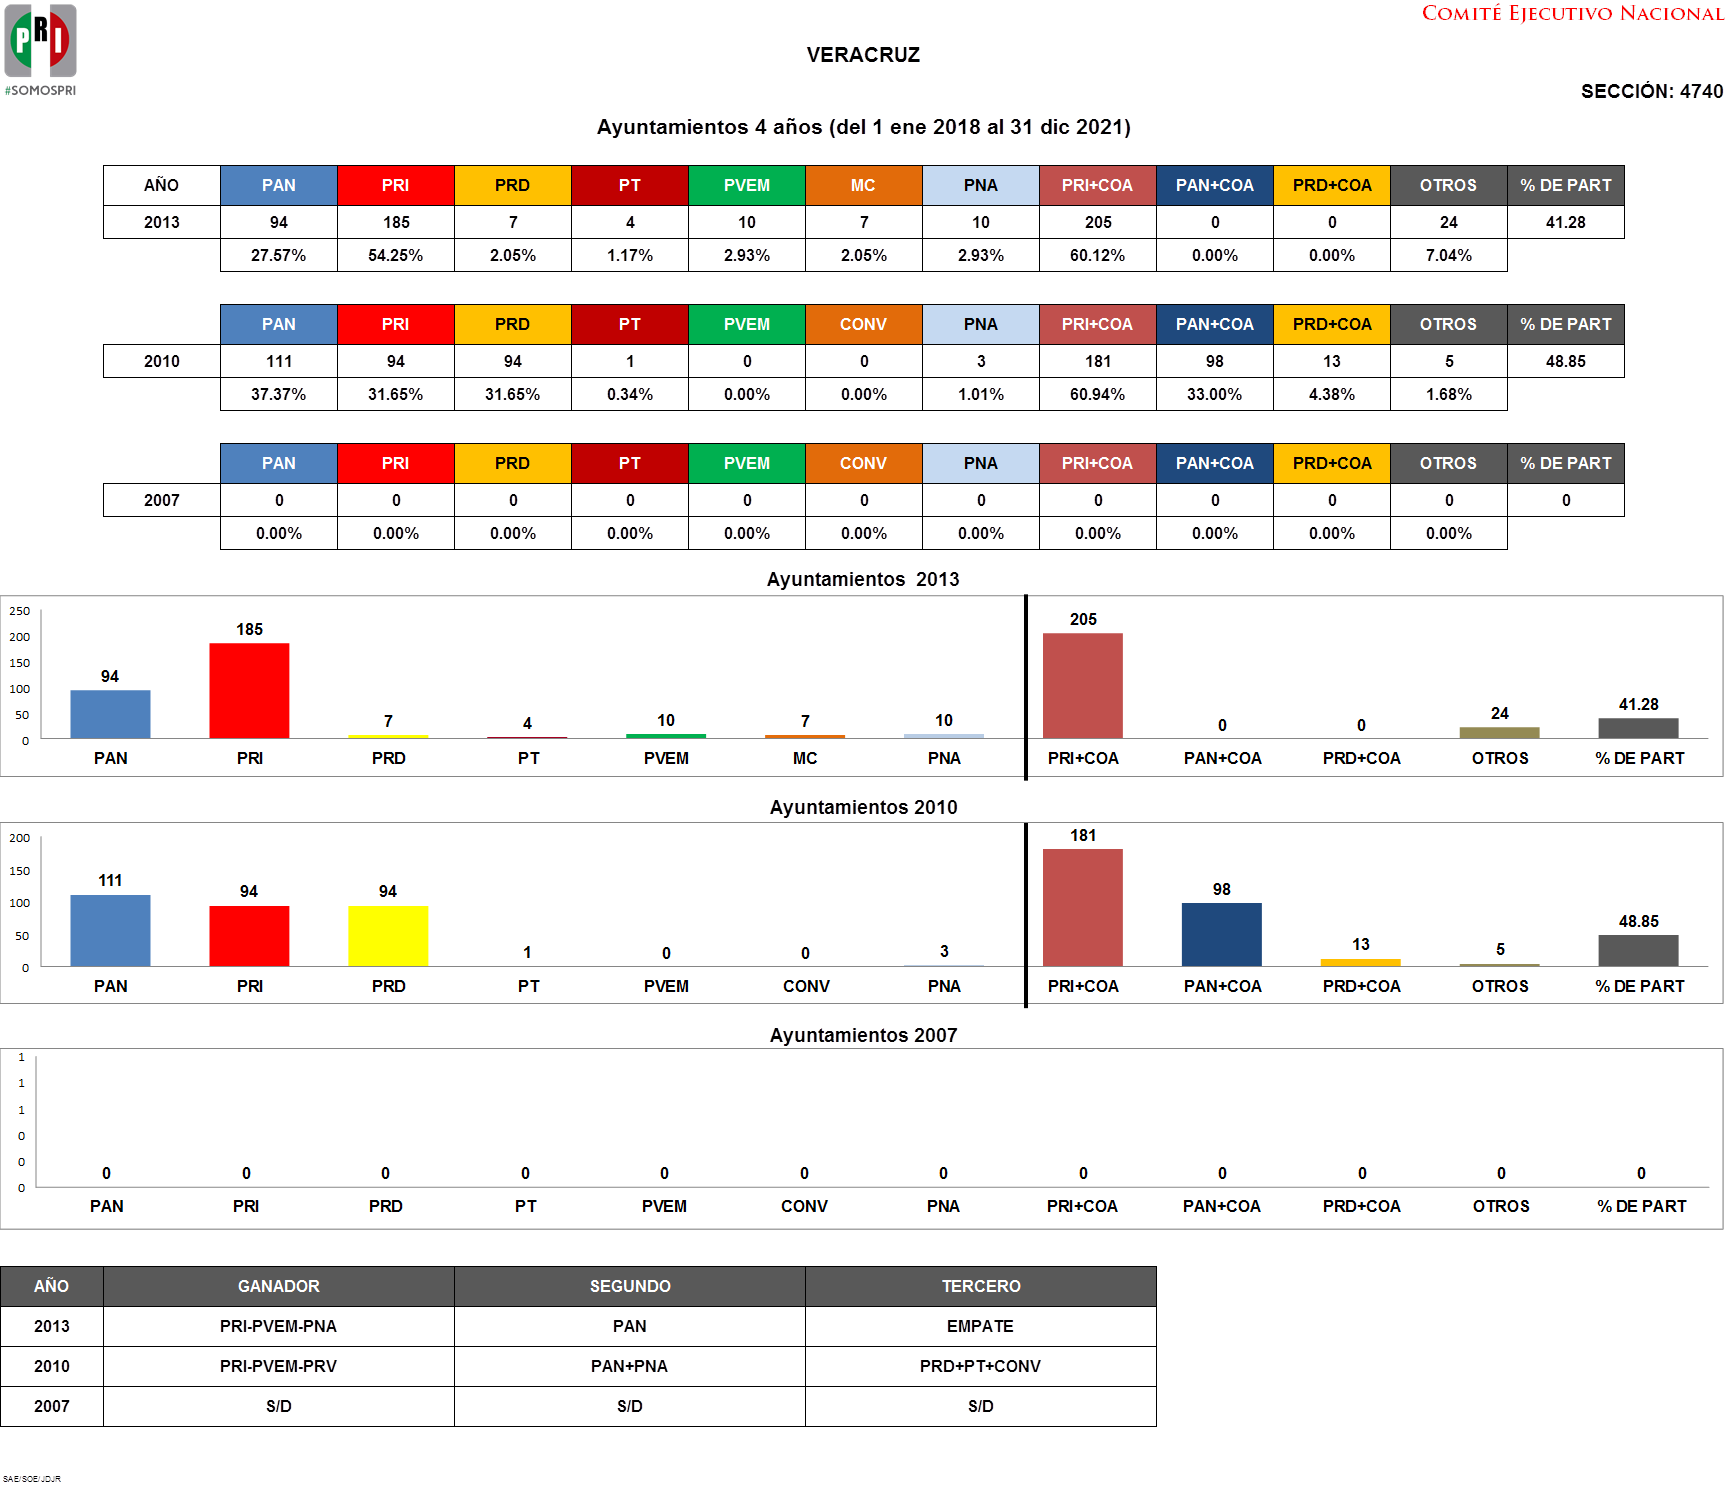 PRI
#SOMOSPRI
COMITÉ EJECUTIVO NACIONAL
VERACRUZ
SECCIÓN: 4740
Ayuntamientos 4 años (del 1 ene 2018 al 31 dic 2021)
AÑO PAN PRI PRD PT PVEM MC PNA PRI+COA PAN+COA PRD+COA OTROS % DE PART
2013 94 185 7 4 10 7 10 205 0 0 24 41.28
27.57% 54.25% 2.05% 1.17% 2.93% 2.05% 2.93% 60.12% 0.00% 0.00% 7.04%
PAN PRI PRD PT PVEM CONV PNA PRI+COA PAN+COA PRD+COA OTROS % DE PART
2010 111 94 94 1 0 0 3 181 98 13 5 48.85
37.37% 31.65% 31.65% 0.34% 0.00% 0.00% 1.01% 60.94% 33.00% 4.38% 1.68%
PAN PRI PRD PT PVEM CONV PNA PRI+COA PAN+COA PRD+COA OTROS % DE PART
2007 0 0 0 0 0 0 0 0 0 0 0 0
0.00% 0.00% 0.00% 0.00% 0.00% 0.00% 0.00% 0.00% 0.00% 0.00% 0.00%
Ayuntamientos 2013
250
200
150
100
50
0
94 185 7 4 10 7 10 205 0 0 24 41.28
PAN PRI PRD PT PVEM MC PNA PRI+COA PAN+COA PRD+COA OTROS % DE PART
Ayuntamientos 2010
200
150
100
50
0
111 94 94 1 0 0 3 181 98 13 5 48.85
PAN PRI PRD PT PVEM CONV PNA PRI+COA PAN+COA PRD+COA OTROS % DE PART
Ayuntamientos 2007
1
1
1
0
0
0
0 0 0 0 0 0 0 0 0 0 0 0
PAN PRI PRD PT PVEM CONV PNA PRI+COA PAN+COA PRD+COA OTROS % DE PART
AÑO GANADOR SEGUNDO TERCERO
2013 PRI-PVEM-PNA PAN EMPATE
2010 PRI-PVEM-PRV PAN+PNA PRD+PT+CONV
2007 S/D S/D S/D
SAE/SOE/JDJR